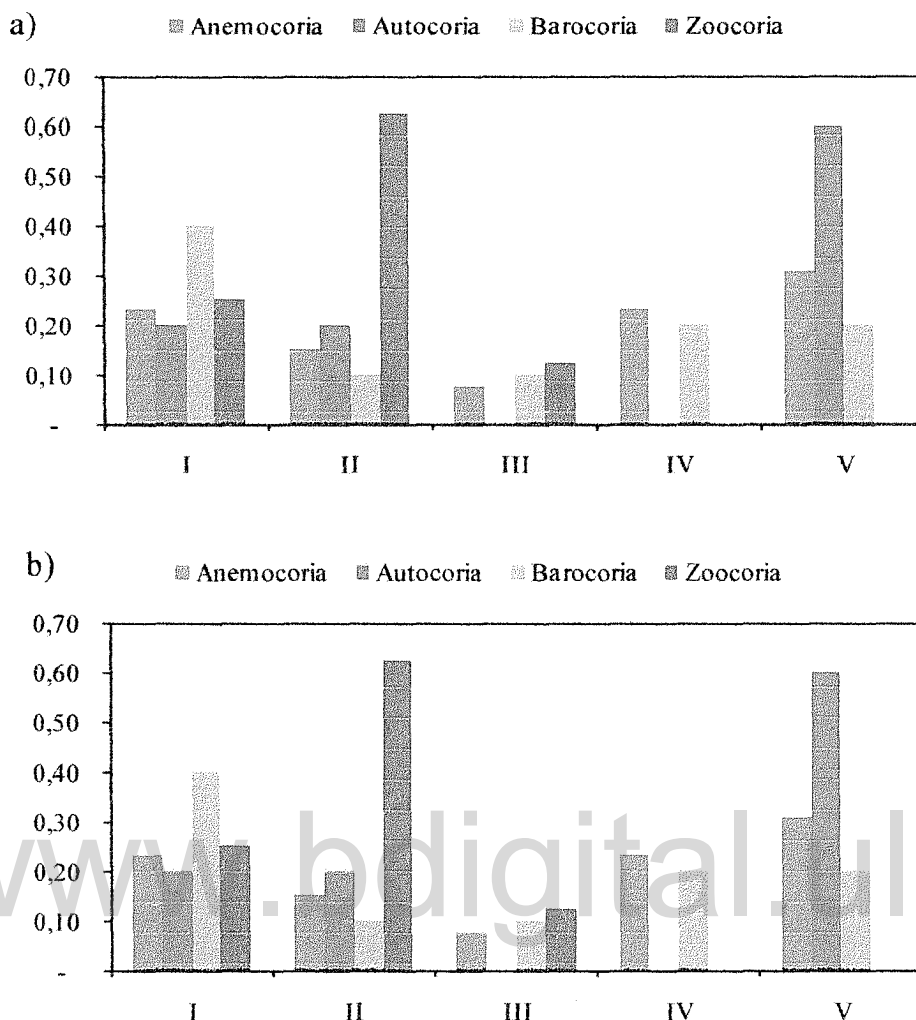 a)
Anemocoria Autocoria Barocoria Zoocoria
0,70
0,60
0,50
0,40
0,30
0,20
0,10
-
I II III IV V
b)
Anemocoria Autocoria Barocoria Zoocoria
0,70
0,60
0,50
0,40
0,30
0,20
0,10
-
I II III IV V
www.bdigital.ul